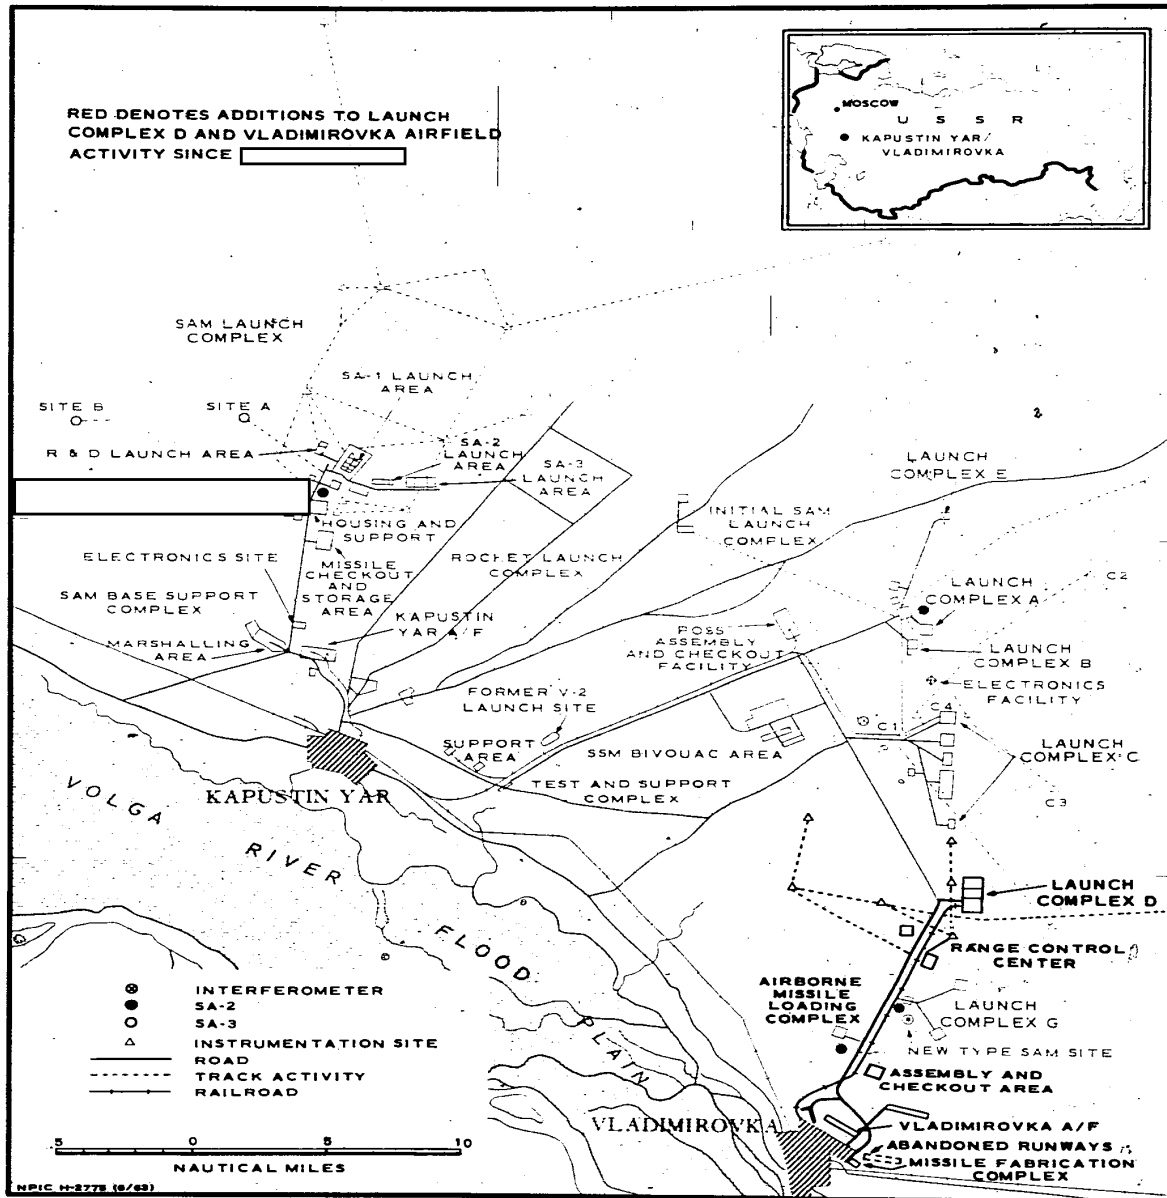 RED DENOTES ADDITIONS TO LAUNCH
COMPLEX D AND VLADIMIROVKA AIRFIELD
ACTIVITY SINCE
MOSCOW
U S S R
KAPUSTIN YAR/
VLADIMIROVKA
SAM LAUNCH
COMPLEX
SA-1 LAUNCH
AREA
SITE B
SITE A
R & D LAUNCH AREA
SA-2
LAUNCH
AREA
SA-3
LAUNCH
AREA
LAUNCH
COMPLEX E
HOUSING AND
SUPPORT
INITIAL SAM
LAUNCH
COMPLEX
ELECTRONICS SITE
MISSILE
CHECKOUT
AND
STORAGE
AREA
ROCKET LAUNCH
COMPLEX
LAUNCH
COMPLEX A
C2
SAM BASE SUPPORT
COMPLEX
KAPUSTIN
YAR A/F
MARSHALLING
AREA
POSS
ASSEMBLY
AND CHECKOUT
FACILITY
LAUNCH
COMPLEX B
ELECTRONICS
FACILITY
FORMER V-2
LAUNCH SITE
C4
C1
SUPPORT
AREA
SSM BIVOUAC AREA
LAUNCH
COMPLEX C
TEST AND SUPPORT
COMPLEX
KAPUSTIN YAR
C3
VOLGA
RIVER
FLOOD
PLAIN
LAUNCH
COMPLEX D
RANGE CONTROL
CENTER
AIRBORNE
MISSILE
LOADING
COMPLEX
LAUNCH
COMPLEX G
NEW TYPE SAM SITE
ASSEMBLY AND
CHECKOUT AREA
VLADIMIROVKA
VLADIMIROVKA A/F
ABANDONED RUNWAYS
MISSILE FABRICATION
COMPLEX
INTERFEROMETER
SA-2
SA-3
INSTRUMENTATION SITE
ROAD
TRACK ACTIVITY
RAILROAD
5 0 5 10
NAUTICAL MILES
NPIC H-2775 (6/63)